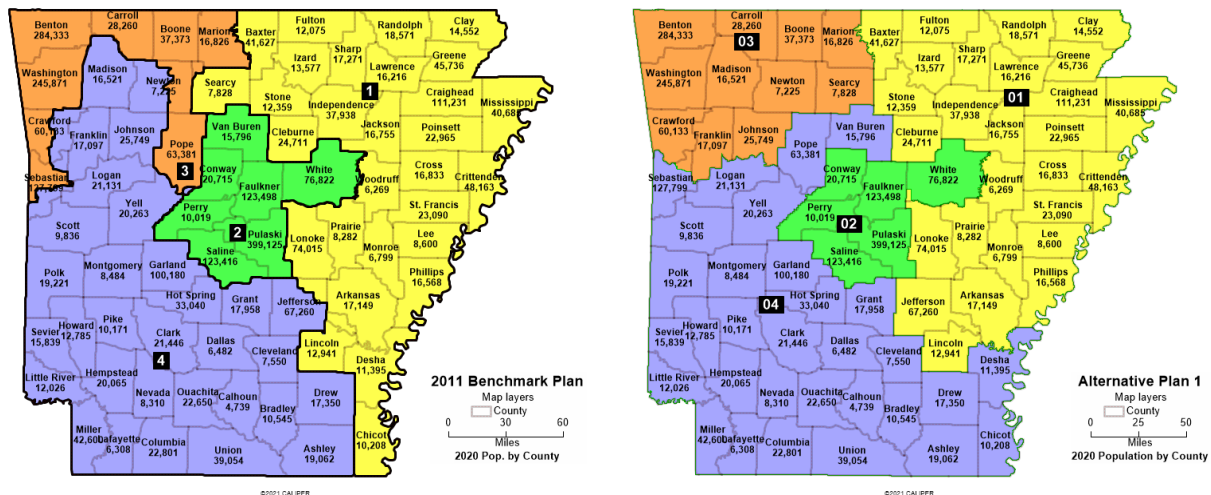 Benton
284,333
Carroll
28,260
Boone
37,373
Marion
16,826
Baxter
41,627
Fulton
12,075
Randolph
18,571
Clay
14,552
Washington
245,871
Madison
16,521
Newton
7,225
Searcy
7,828
Izard
13,577
Sharp
17,271
Lawrence
16,216
Greene
45,736
1
Stone
12,359
Independence
37,938
Craighead
111,231
Mississippi
40,685
Crawford
60,133
Franklin
17,097
Johnson
25,749
Pope
63,381
3
Van Buren
15,796
Cleburne
24,711
Jackson
16,755
Poinsett
22,965
Sebastian
127,799
Logan
21,131
Conway
20,715
Faulkner
123,498
White
76,822
Woodruff
6,269
Cross
16,833
Crittenden
48,163
Scott
9,836
Yell
20,263
Perry
10,019
2
Pulaski
399,125
Saline
123,416
Lonoke
74,015
Prairie
8,282
St. Francis
23,090
Monroe
6,799
Lee
8,600
Phillips
16,568
Polk
19,221
Montgomery
8,484
Garland
100,180
Hot Spring
33,040
Grant
17,958
Jefferson
67,260
Arkansas
17,149
Sevier
15,839
Howard
12,785
Pike
10,171
Clark
21,446
4
Dallas
6,482
Cleveland
7,550
Lincoln
12,941
Desha
11,395
Little River
12,026
Hempstead
20,065
Nevada
8,310
Ouachita
22,650
Calhoun
4,739
Bradley
10,545
Drew
17,350
Miller
42,600
Lafayette
6,308
Columbia
22,801
Union
39,054
Ashley
19,062
Chicot
10,208
2011 Benchmark Plan
Map layers
County
0 30 60
Miles
2020 Pop. by County
©2021 CALIPER
Benton
284,333
Carroll
28,260
03
Boone
37,373
Marion
16,826
Baxter
41,627
Fulton
12,075
Randolph
18,571
Clay
14,552
Washington
245,871
Madison
16,521
Newton
7,225
Searcy
7,828
Izard
13,577
Sharp
17,271
Lawrence
16,216
Greene
45,736
01
Stone
12,359
Independence
37,938
Craighead
111,231
Mississippi
40,685
Crawford
60,133
Franklin
17,097
Johnson
25,749
Pope
63,381
Van Buren
15,796
Cleburne
24,711
Jackson
16,755
Poinsett
22,965
Sebastian
127,799
Logan
21,131
Conway
20,715
Faulkner
123,498
White
76,822
Woodruff
6,269
Cross
16,833
Crittenden
48,163
Scott
9,836
Yell
20,263
Perry
10,019
02
Pulaski
399,125
Saline
123,416
Lonoke
74,015
Prairie
8,282
St. Francis
23,090
Monroe
6,799
Lee
8,600
Phillips
16,568
Polk
19,221
Montgomery
8,484
Garland
100,180
04
Hot Spring
33,040
Grant
17,958
Jefferson
67,260
Arkansas
17,149
Sevier
15,839
Howard
12,785
Pike
10,171
Clark
21,446
Dallas
6,482
Cleveland
7,550
Lincoln
12,941
Desha
11,395
Little River
12,026
Hempstead
20,065
Nevada
8,310
Ouachita
22,650
Calhoun
4,739
Bradley
10,545
Drew
17,350
Miller
42,600
Lafayette
6,308
Columbia
22,801
Union
39,054
Ashley
19,062
Chicot
10,208
Alternative Plan 1
Map layers
County
0 25 50
Miles
2020 Population by County
©2021 CALIPER